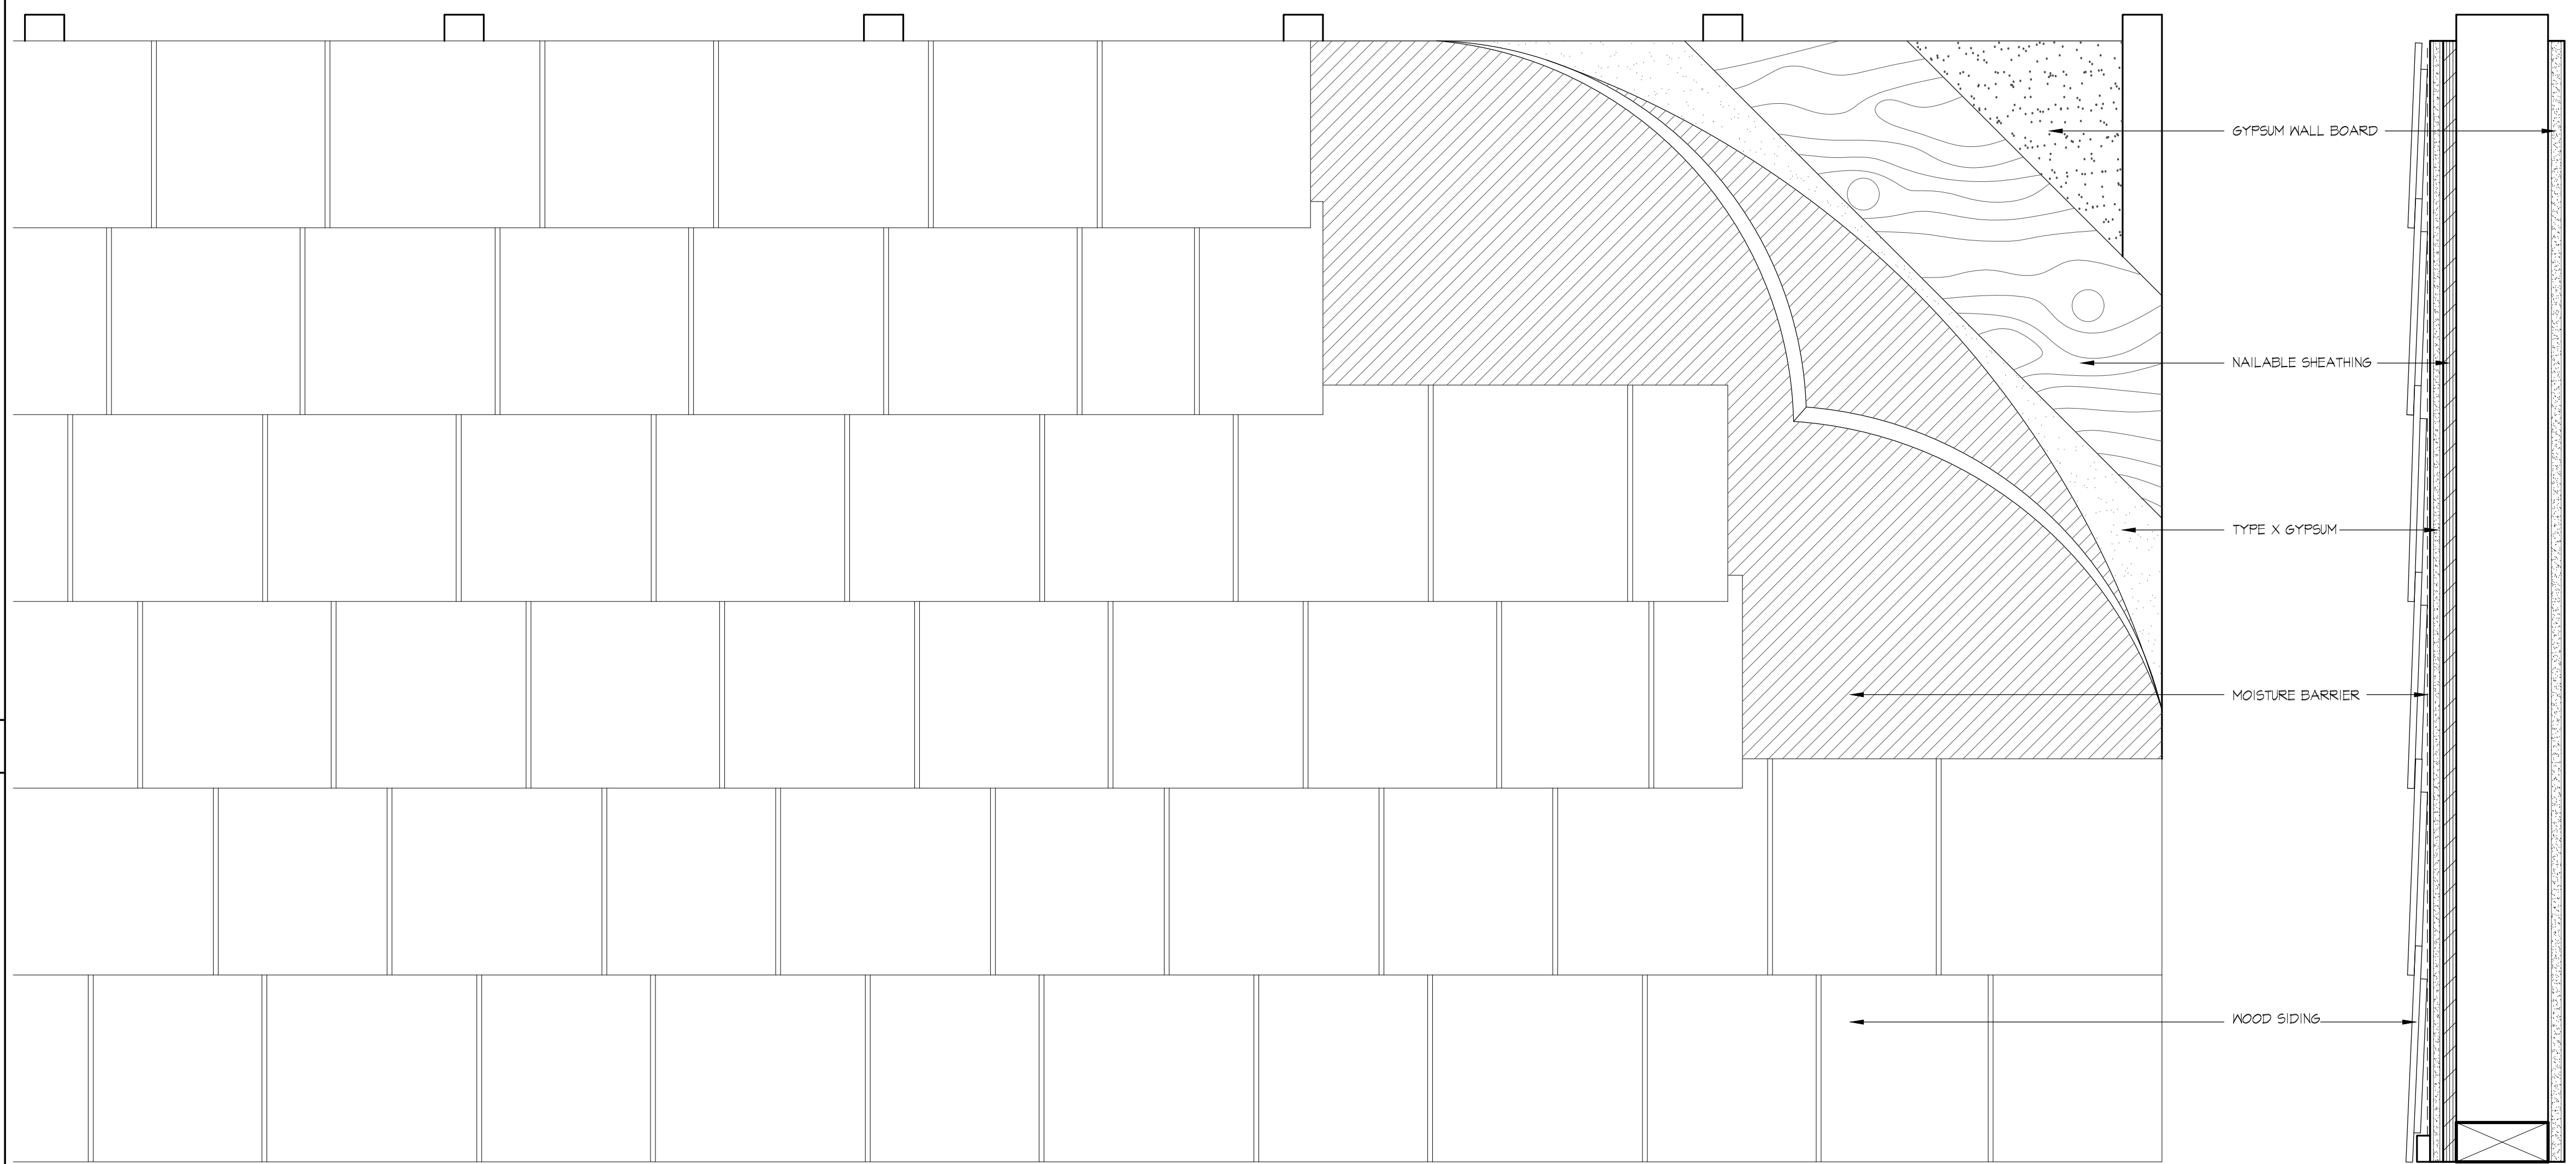 GYPSUM WALL BOARD
NAILABLE SHEATHING
TYPE X GYPSUM
MOISTURE BARRIER
WOOD SIDING